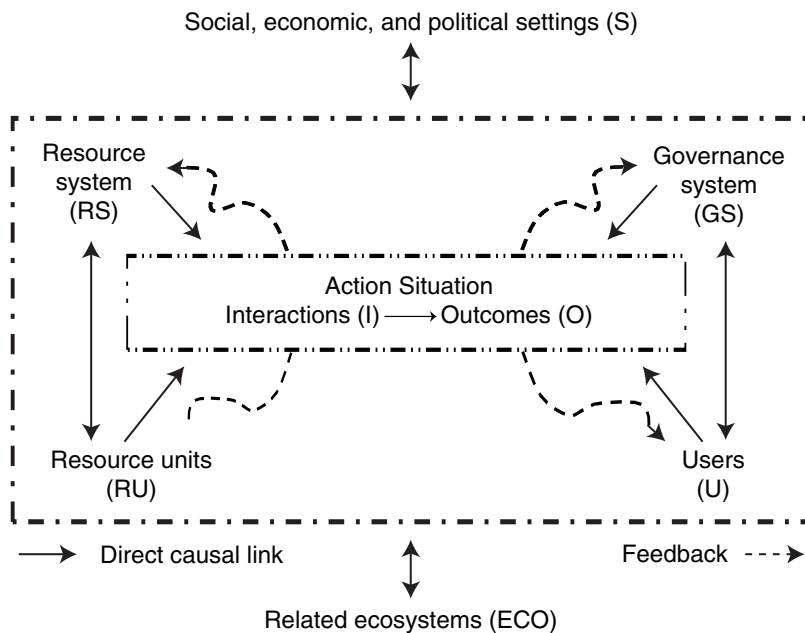 Social, economic, and political settings (S)
Resource
system
(RS)
Governance
system
(GS)
Action Situation
Interactions (I) Outcomes (O)
Resource units
(RU)
Users
(U)
Direct causal link
Feedback
Related ecosystems (ECO)